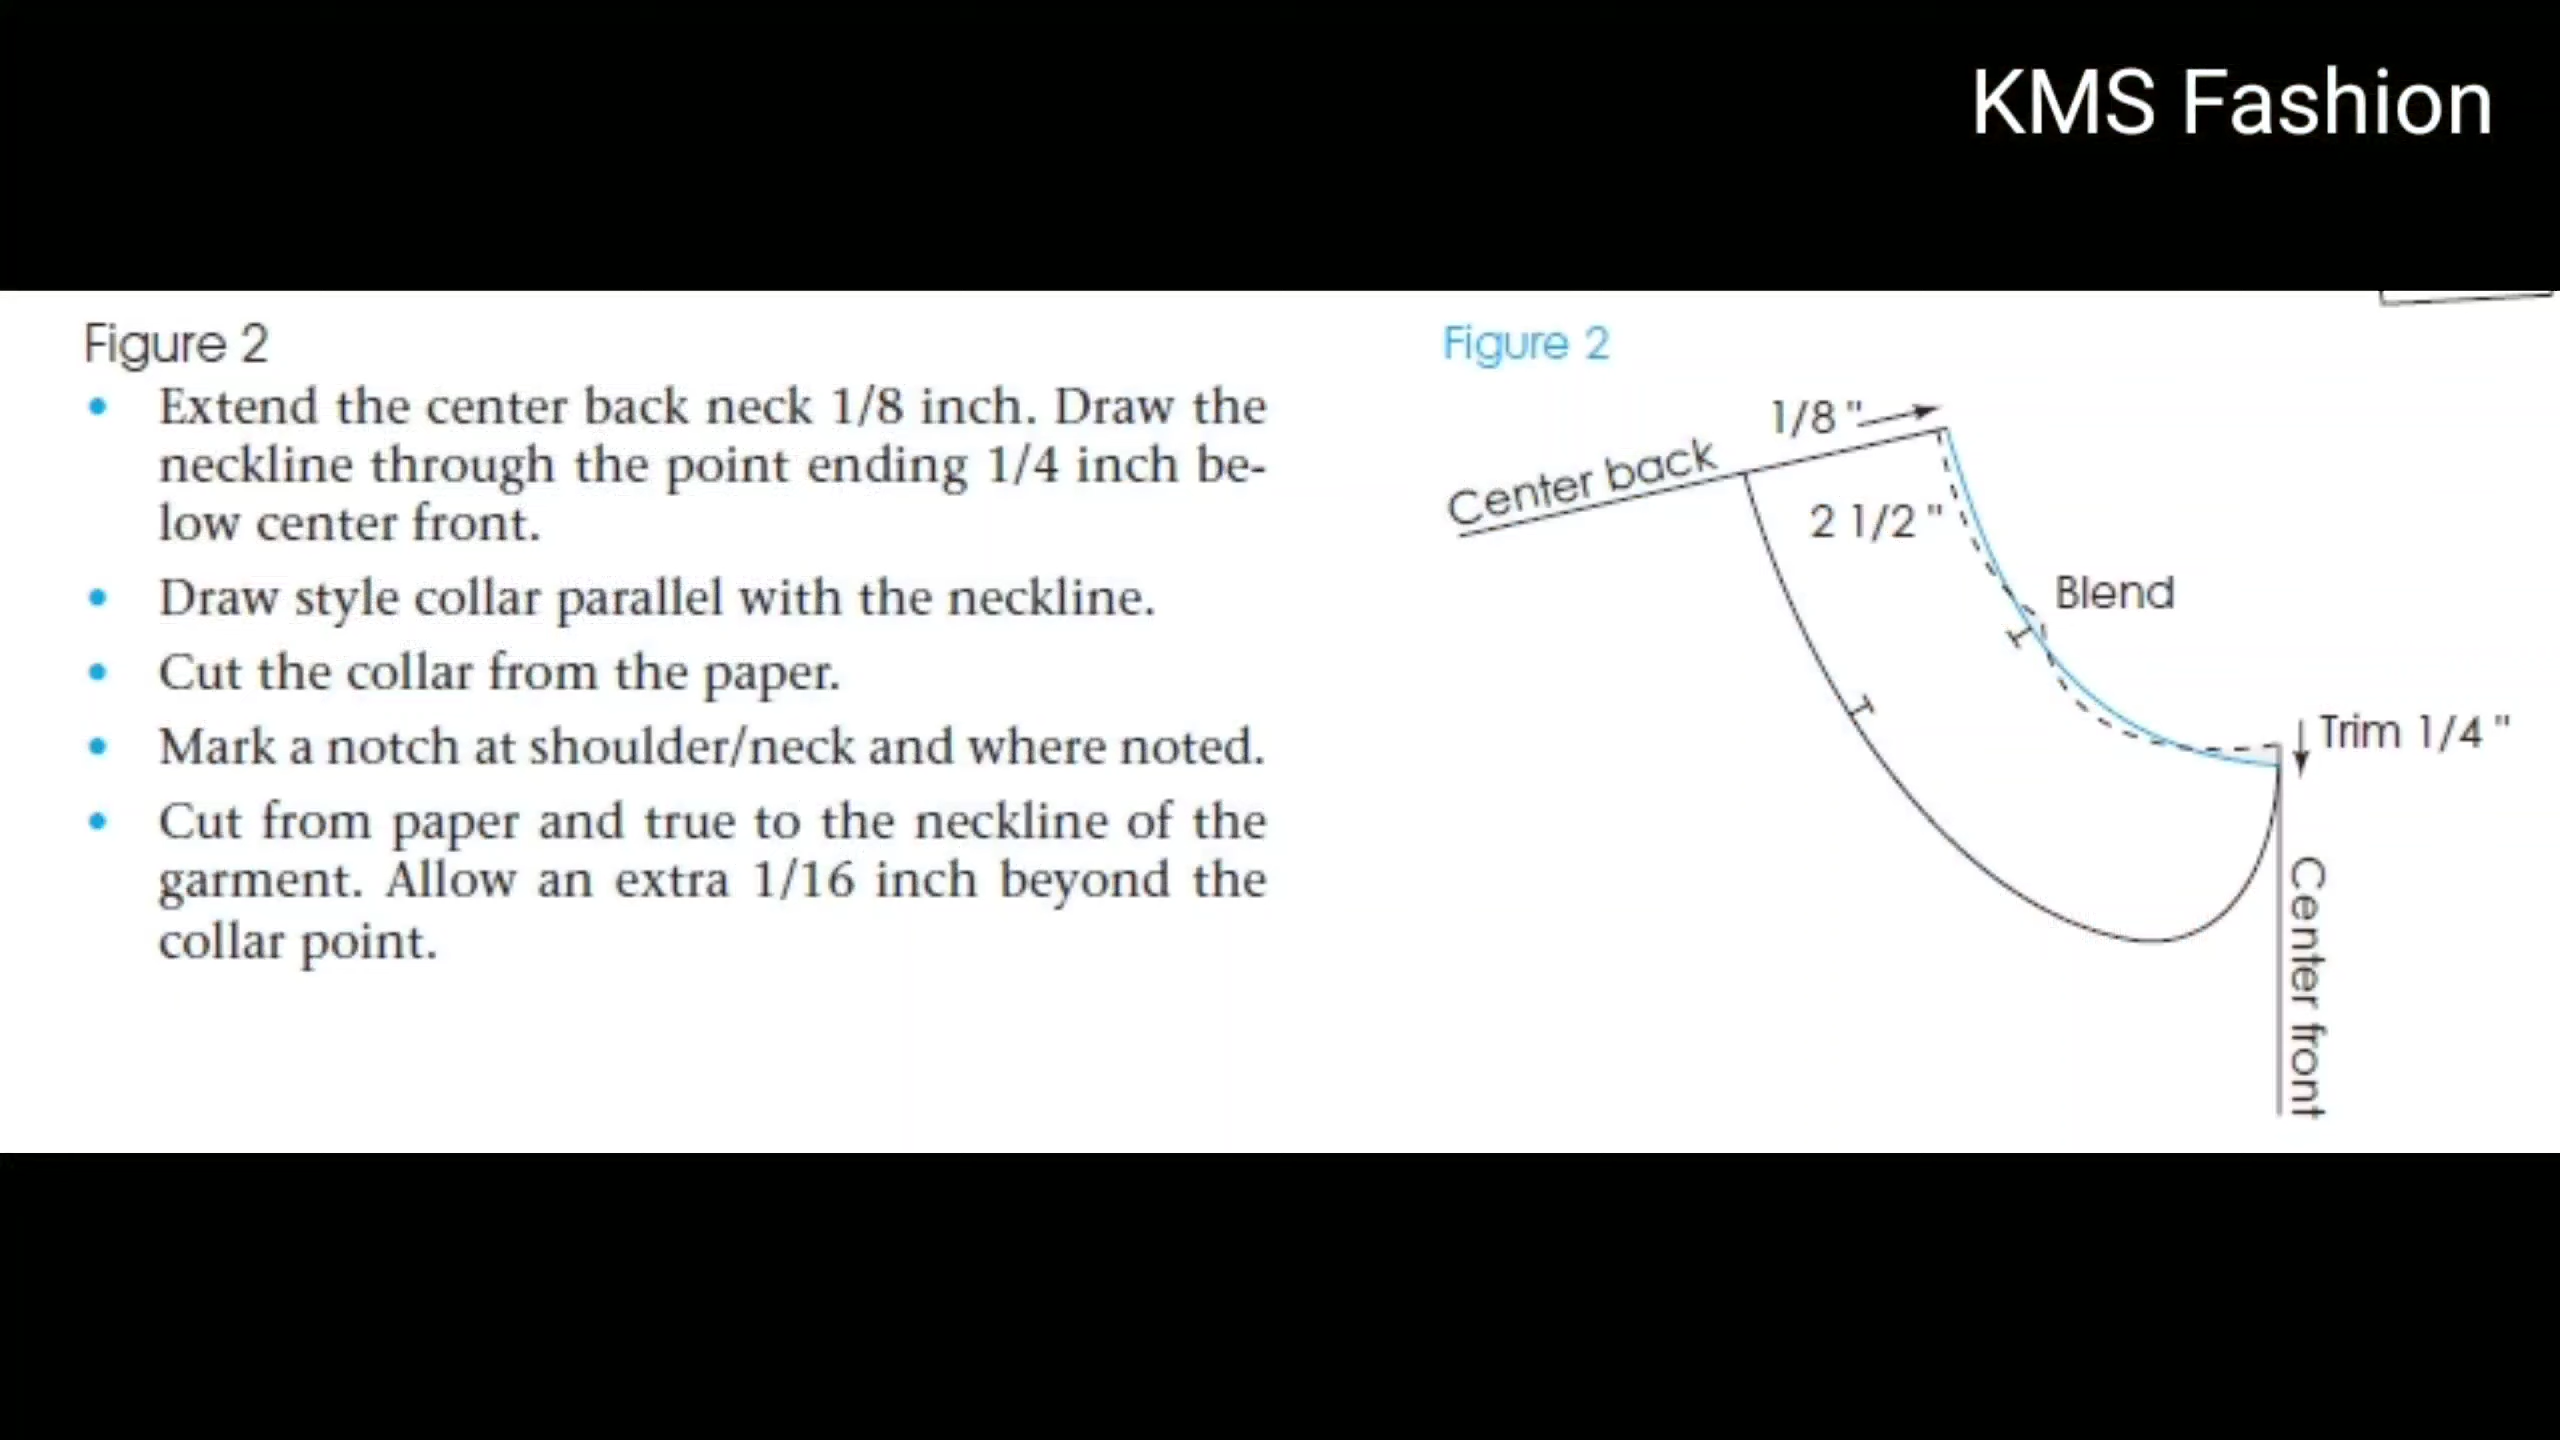 KMS Fashion
Figure 2
• Extend the center back neck 1/8 inch. Draw the
neckline through the point ending 1/4 inch be-
low center front.
• Draw style collar parallel with the neckline.
• Cut the collar from the paper.
• Mark a notch at shoulder/neck and where noted.
• Cut from paper and true to the neckline of the
garment. Allow an extra 1/16 inch beyond the
collar point.
Figure 2
1/8"
Center back
2 1/2"
Blend
Trim 1/4"
Center front